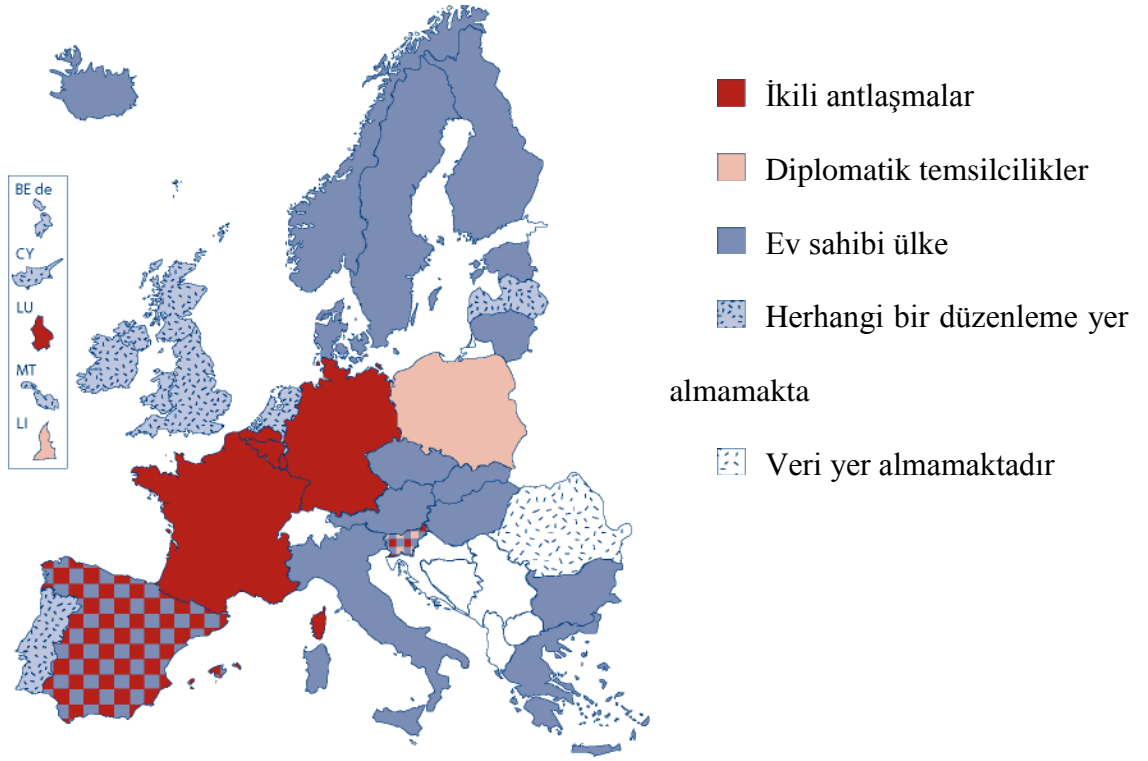 BE de
CY
LU
MT
LI
İkili antlaşmalar
Diplomatik temsilcilikler
Ev sahibi ülke
Herhangi bir düzenleme yer
almamakta
Veri yer almamaktadır